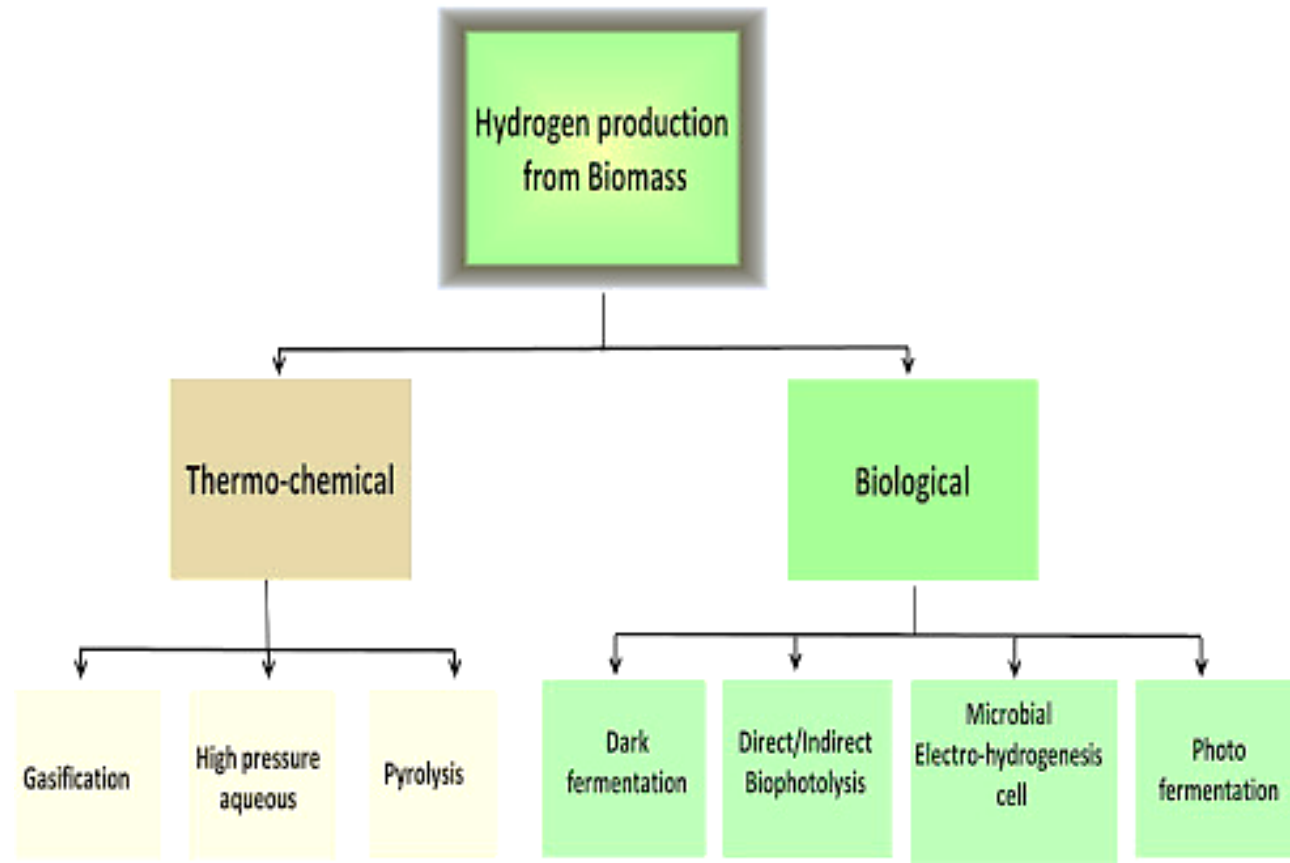 Hydrogen production
from Biomass
Thermo-chemical
Biological
Gasification
High pressure
aqueous
Pyrolysis
Dark
fermentation
Direct/Indirect
Biophotolysis
Microbial
Electro-hydrogenesis
cell
Photo
fermentation